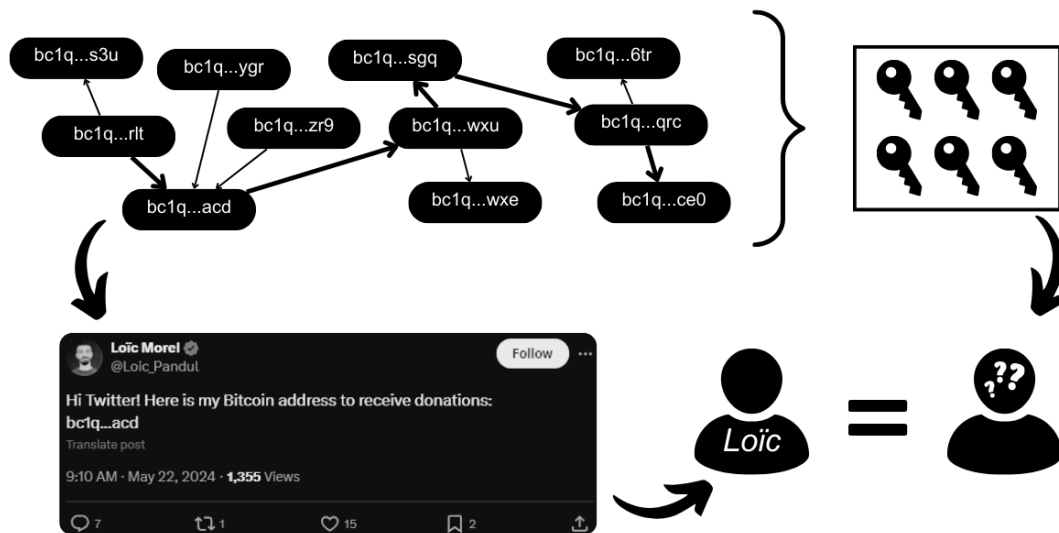 bc1q...s3u
bc1q...ygr
bc1q...sgq
bc1q...6tr
bc1q...rlt
bc1q...zr9
bc1q...wxu
bc1q...qrc
bc1q...acd
bc1q...wxe
bc1q...ce0
Loïc Morel
@Loic_Pandul
Follow
Hi Twitter! Here is my Bitcoin address to receive donations:
bc1q...acd
Translate post
9:10 AM · May 22, 2024 · 1,355 Views
7 1 15 2
Loïc
=
???